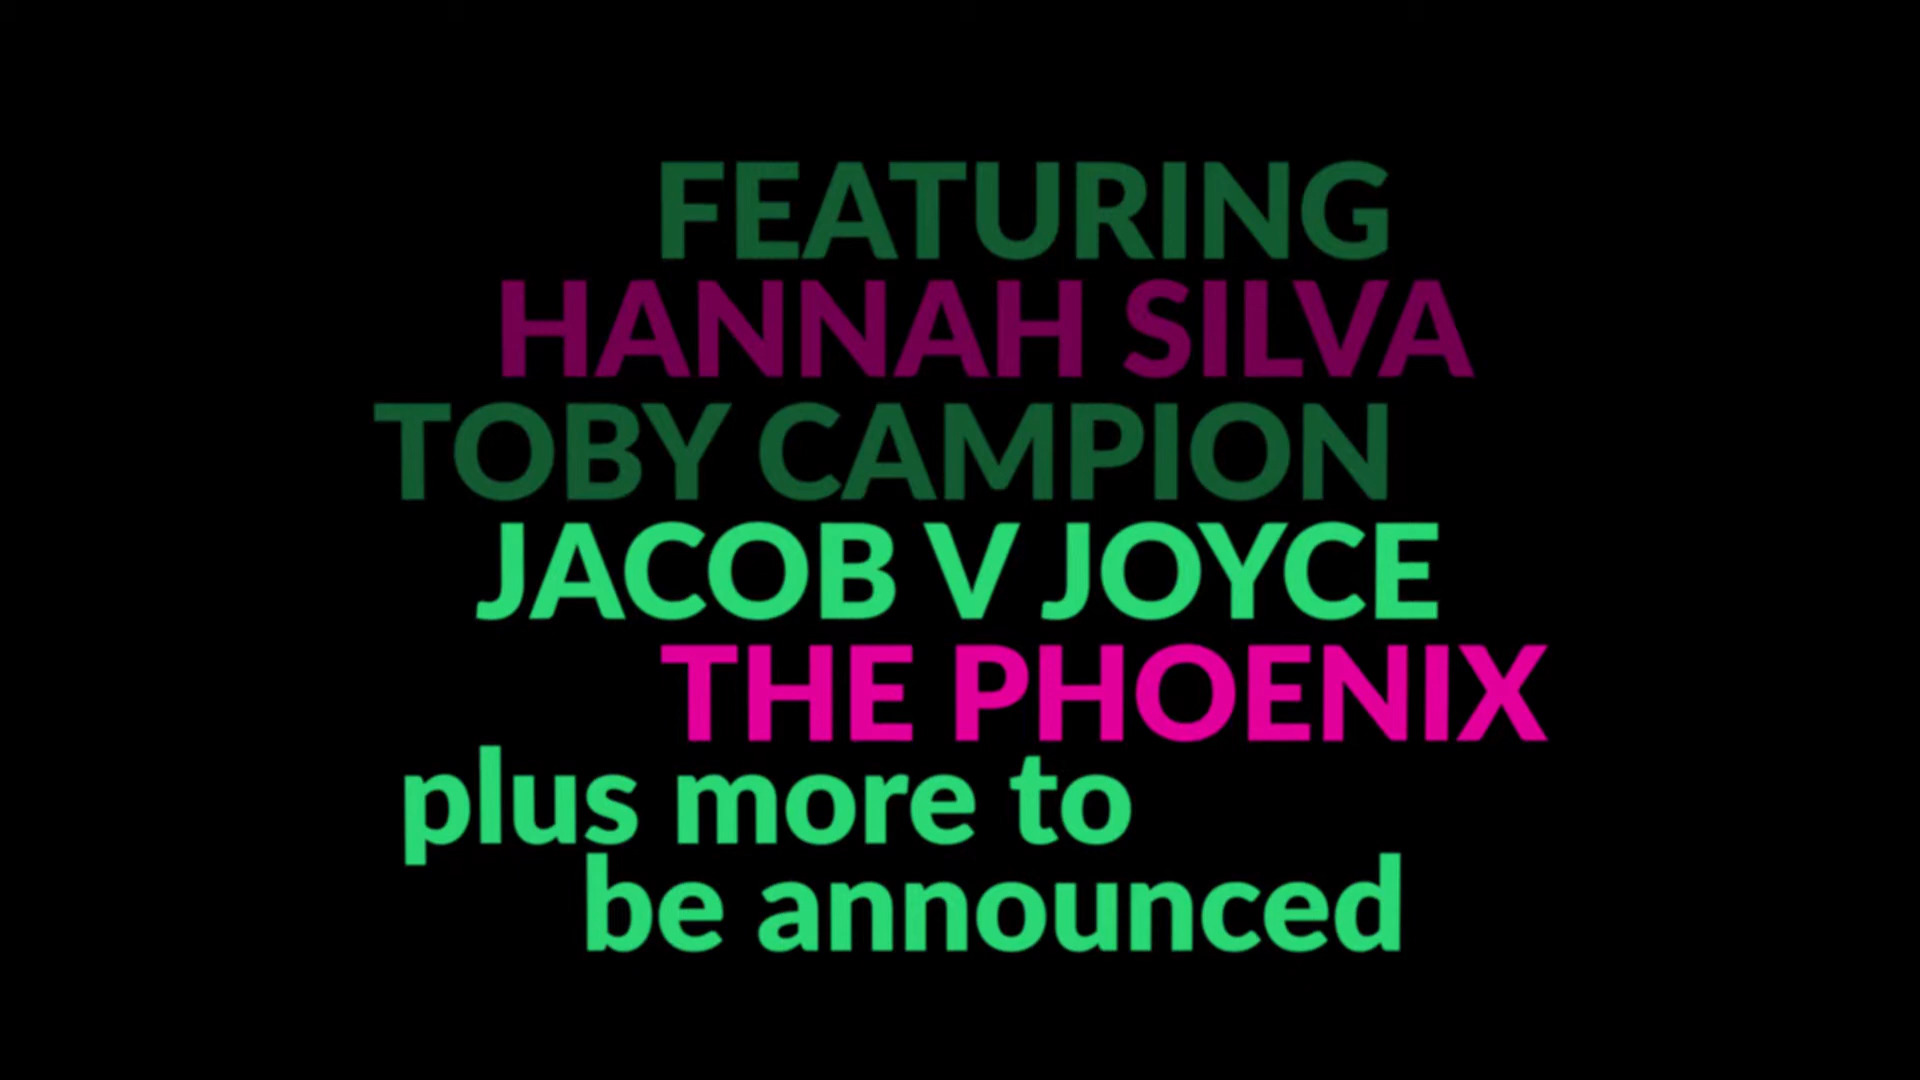 FEATURING
HANNAH SILVA
TOBY CAMPION
JACOB V JOYCE
THE PHOENIX
plus more to
be announced